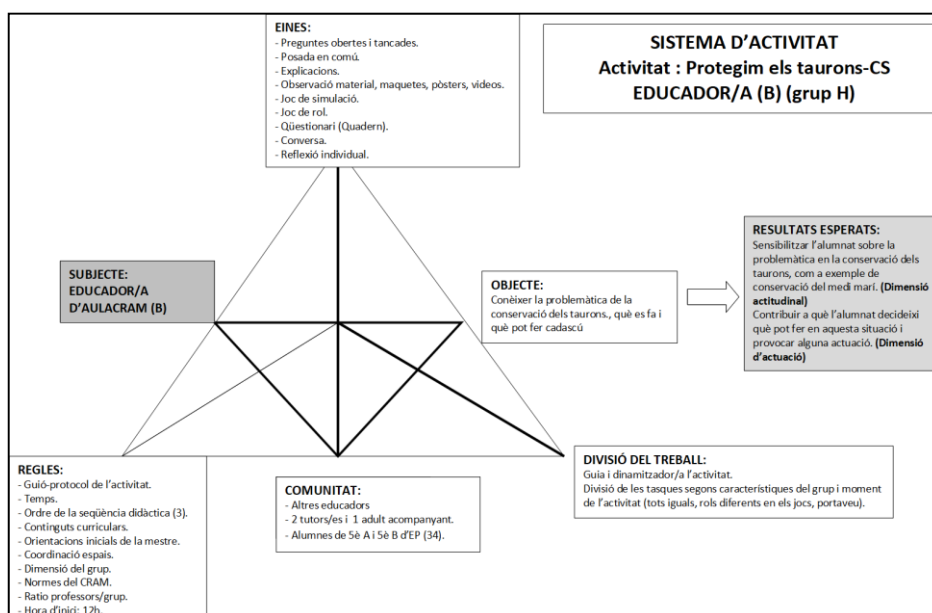 EINES:
- Preguntes obertes i tancades.
- Posada en comú.
- Explicacions.
- Observació material, maquetes, pòsters, videos.
- Joc de simulació.
- Joc de rol.
- Qüestionari (Quadern).
- Conversa.
- Reflexió individual.
SISTEMA D'ACTIVITAT
Activitat : Protegim els taurons-CS
EDUCADOR/A (B) (grup H)
SUBJECTE:
EDUCADOR/A
D'AULACRAM (B)
OBJECTE:
Conèixer la problemàtica de la
conservació dels taurons., què es fa i
què pot fer cadascú
RESULTATS ESPERATS:
Sensibilitzar l'alumnat sobre la
problemàtica en la conservació dels
taurons, com a exemple de
conservació del medi marí. (Dimensió
actitudinal)
Contribuir a què l'alumnat decideixi
què pot fer en aquesta situació i
provocar alguna actuació. (Dimensió
d'actuació)
REGLES:
- Guió-protocol de l'activitat.
- Temps.
- Ordre de la seqüència didàctica (3).
- Continguts curriculars.
- Orientacions inicials de la mestre.
- Coordinació espais.
- Dimensió del grup.
- Normes del CRAM.
- Ratio professors/grup.
- Hora d'inici: 12h.
COMUNITAT:
- Altres educadors
- 2 tutors/es i 1 adult acompanyant.
- Alumnes de 5è A i 5è B d'EP (34).
DIVISIÓ DEL TREBALL:
Guia i dinamitzador/a l'activitat.
Divisió de les tasques segons característiques del grup i moment
de l'activitat (tots iguals, rols diferents en els jocs, portaveu).